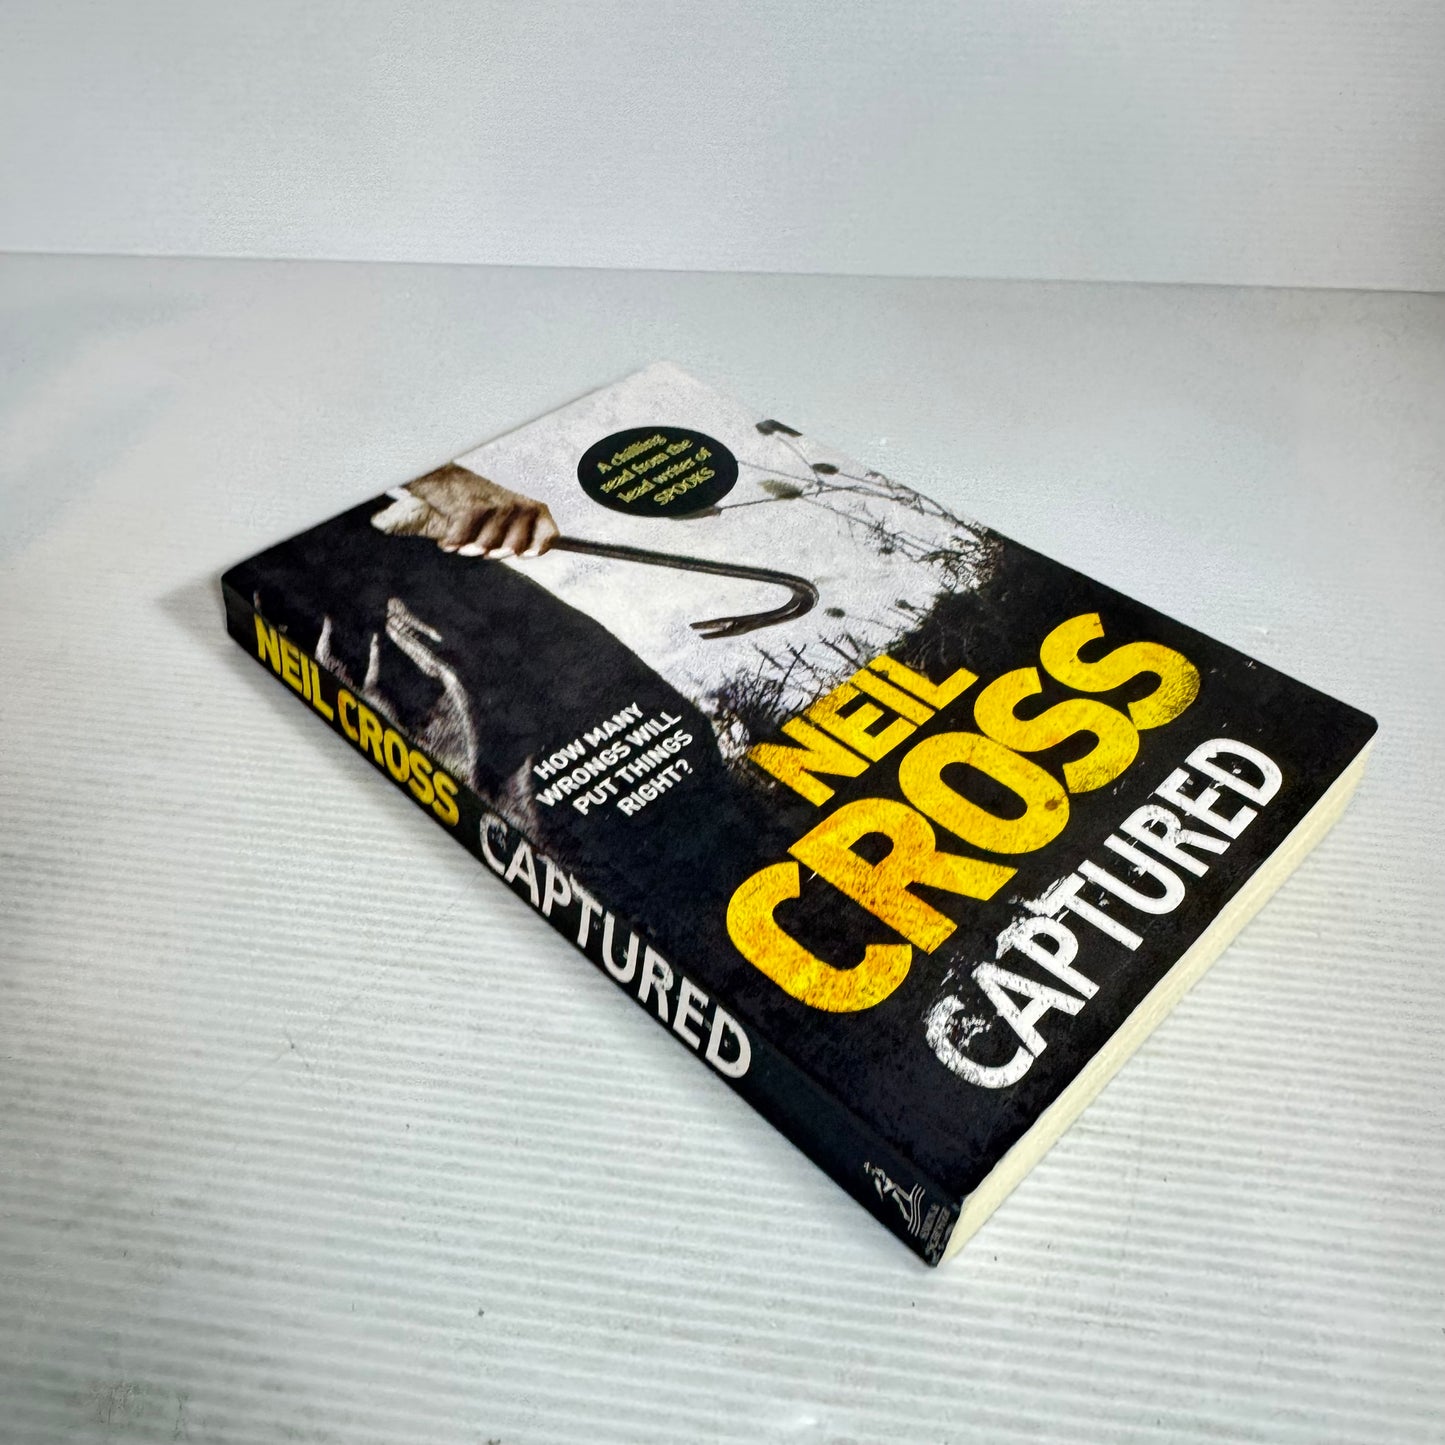 A chilling
read from the
lead writer of
SPOOKS
HOW MANY
WRONGS WILL
PUT THINGS
RIGHT?
NEIL
CROSS
CAPTURED
NEIL CROSS CAPTURED